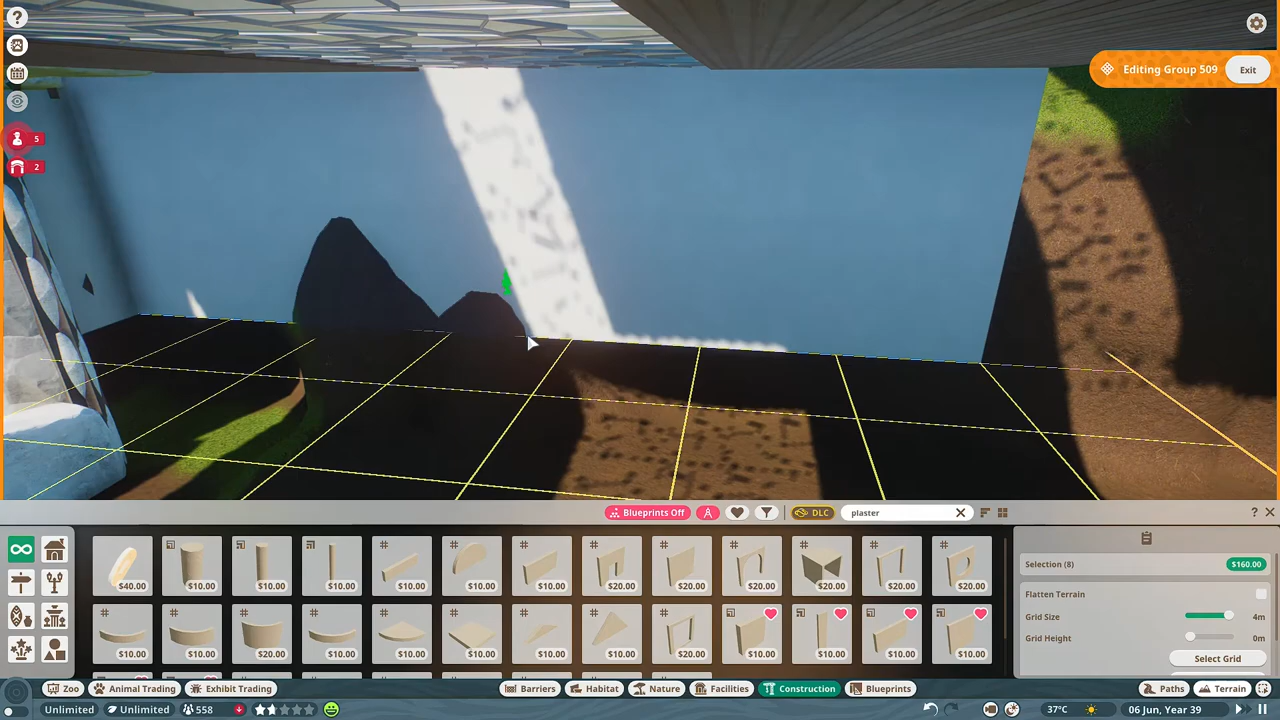 ?
Editing Group 509
Exit
5
2
Blueprints Off
DLC
plaster
?
$40.00
$10.00
$10.00
$10.00
$10.00
$10.00
$10.00
$20.00
$20.00
$20.00
$20.00
$10.00
$20.00
$10.00
$10.00
$20.00
$10.00
$10.00
$10.00
$10.00
$10.00
$20.00
$10.00
$10.00
$10.00
$10.00
Selection (8)
$160.00
Flatten Terrain
Grid Size
4m
Grid Height
0m
Select Grid
Zoo
Animal Trading
Exhibit Trading
Barriers
Habitat
Nature
Facilities
Construction
Blueprints
Paths
Terrain
Unlimited
Unlimited
558
37°C
06 Jun, Year 39